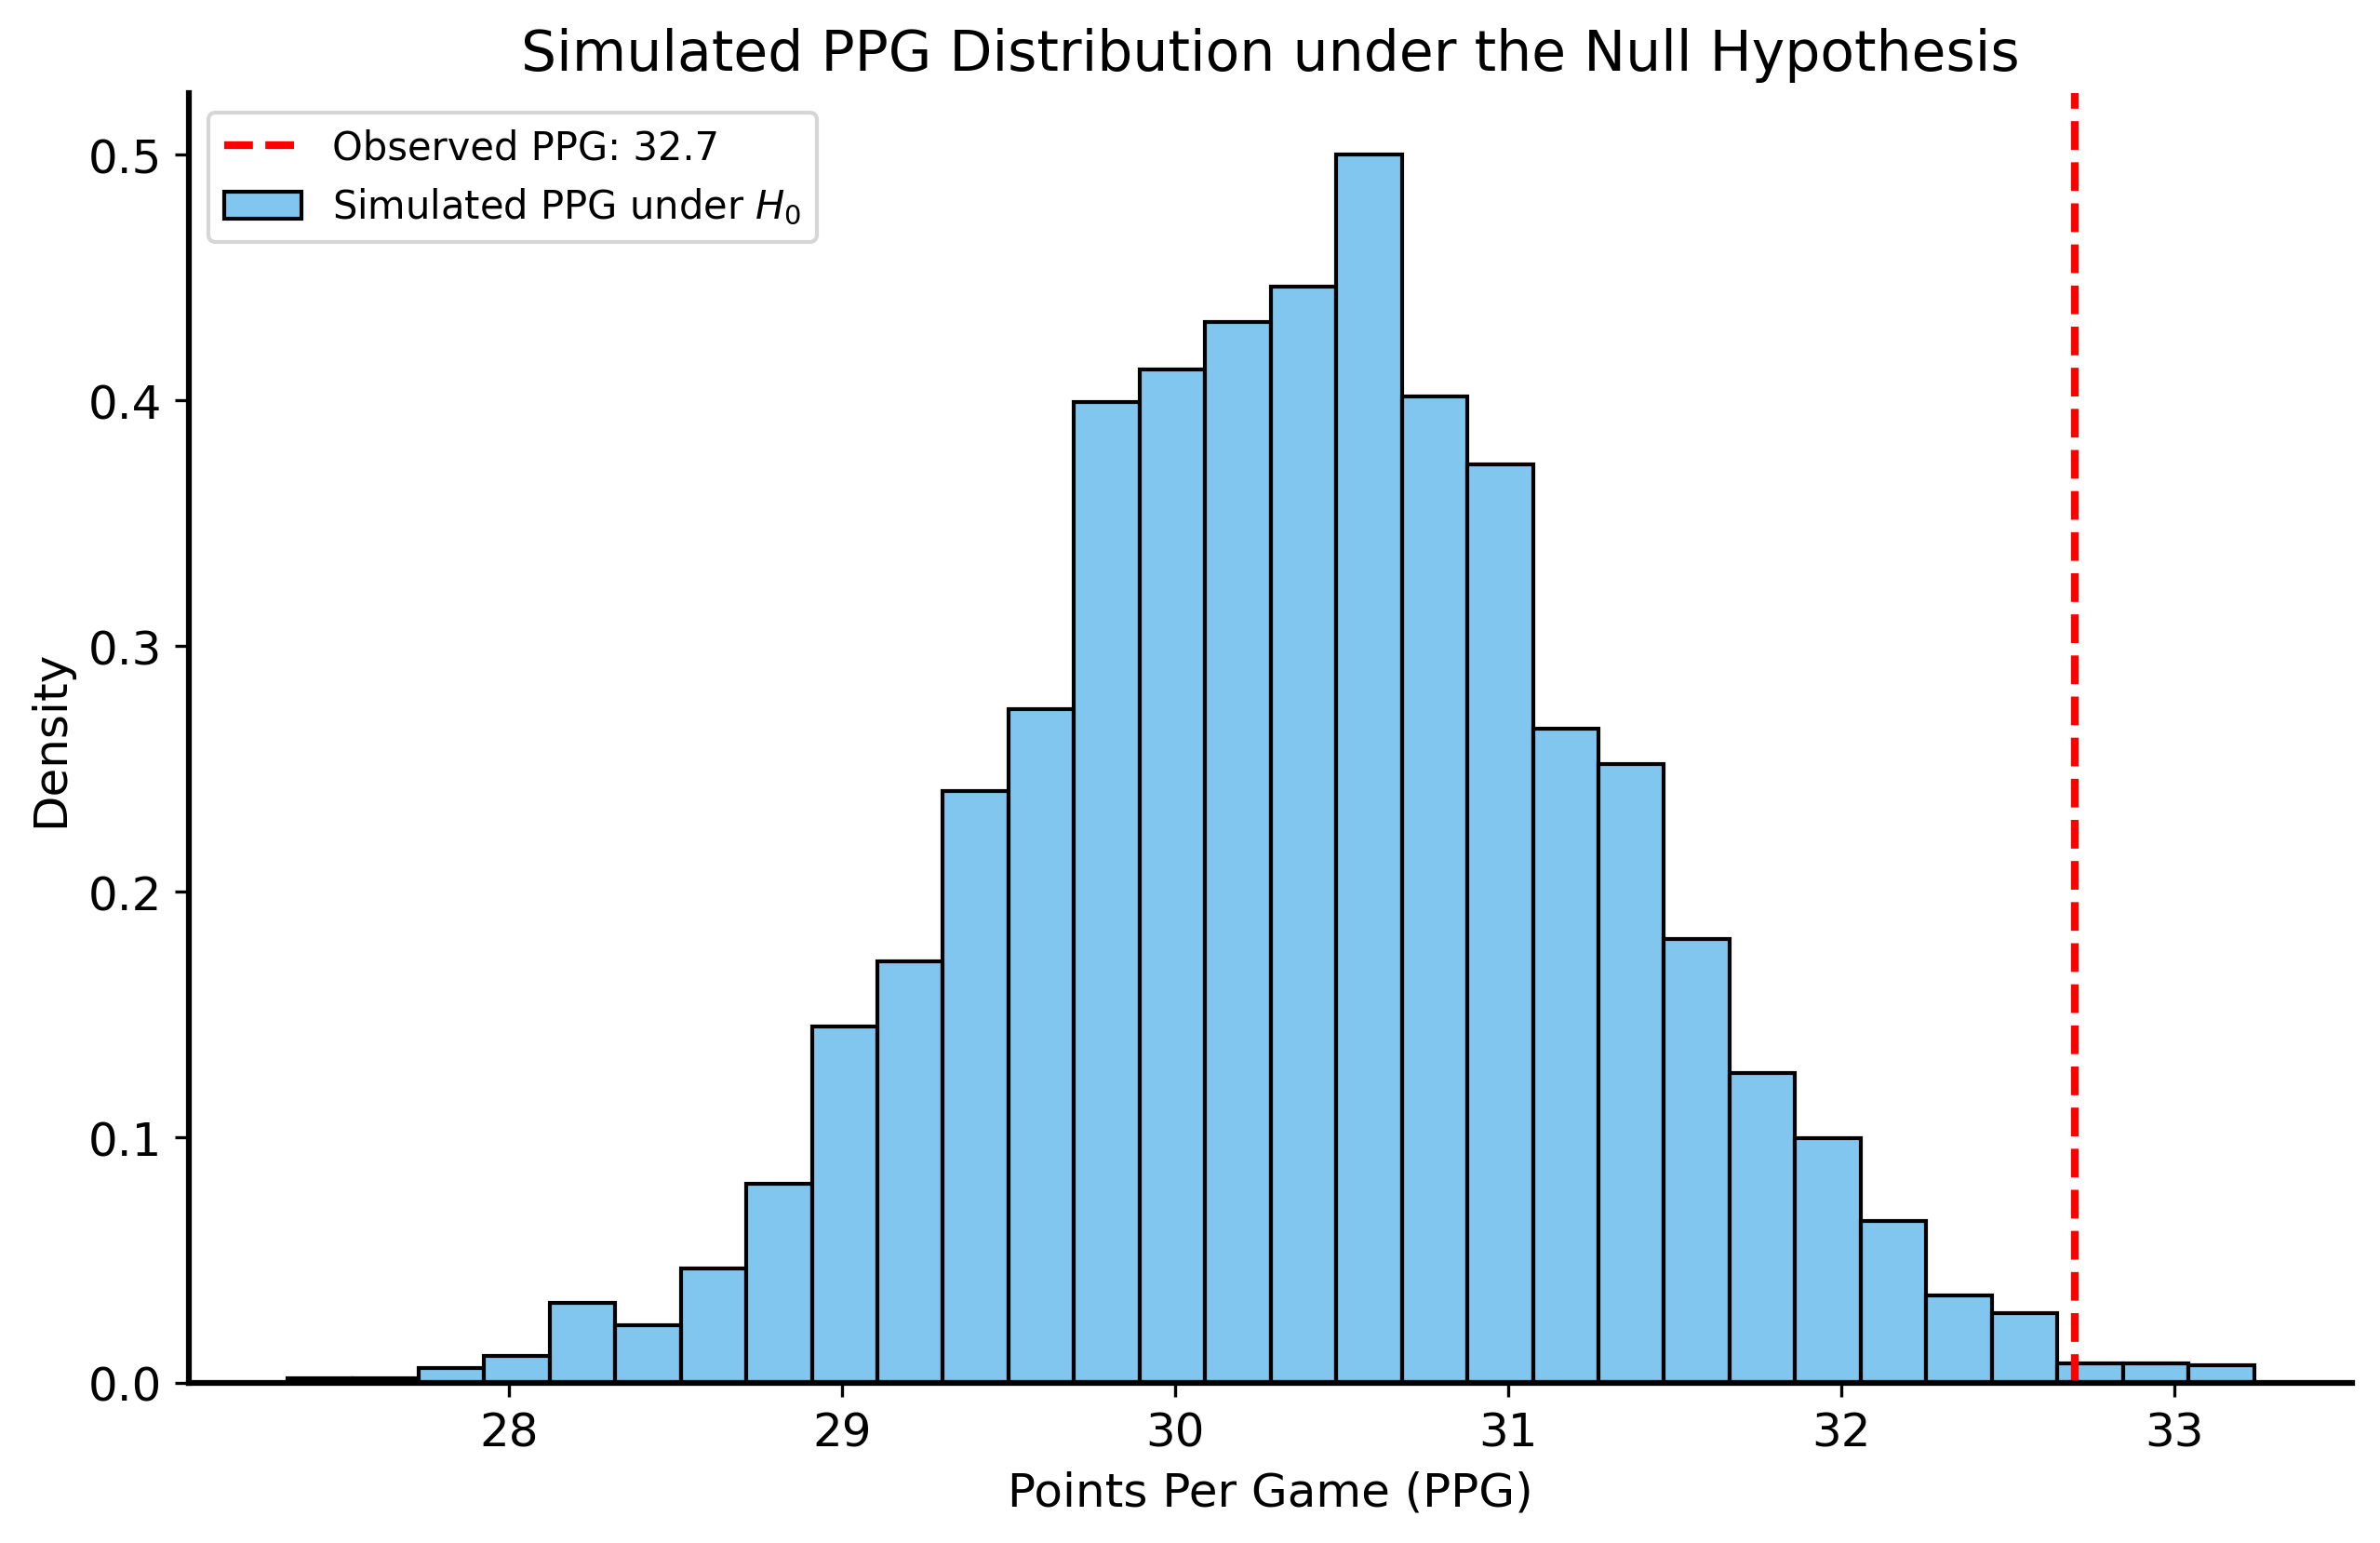 Simulated PPG Distribution under the Null Hypothesis
Observed PPG: 32.7
Simulated PPG under H₀
Density
0.5
0.4
0.3
0.2
0.1
0.0
28 29 30 31 32 33
Points Per Game (PPG)